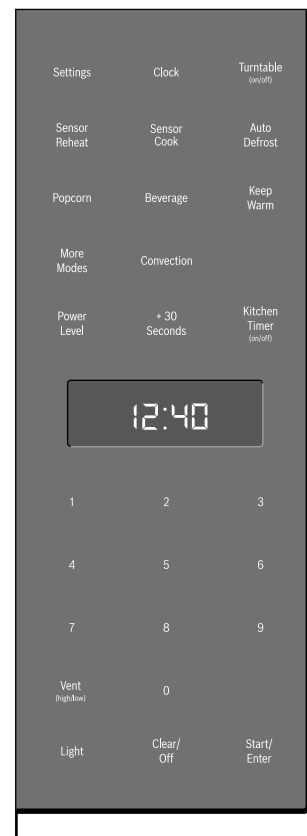 Settings Clock Turntable
(on/off)
Sensor Sensor Auto
Reheat Cook Defrost
Popcorn Beverage Keep
Warm
More
Modes Convection
Power + 30 Kitchen
Level Seconds Timer
(on/off)
12:40
1 2 3
4 5 6
7 8 9
Vent
(high/low) 0
Light Clear/ Start/
Off Enter